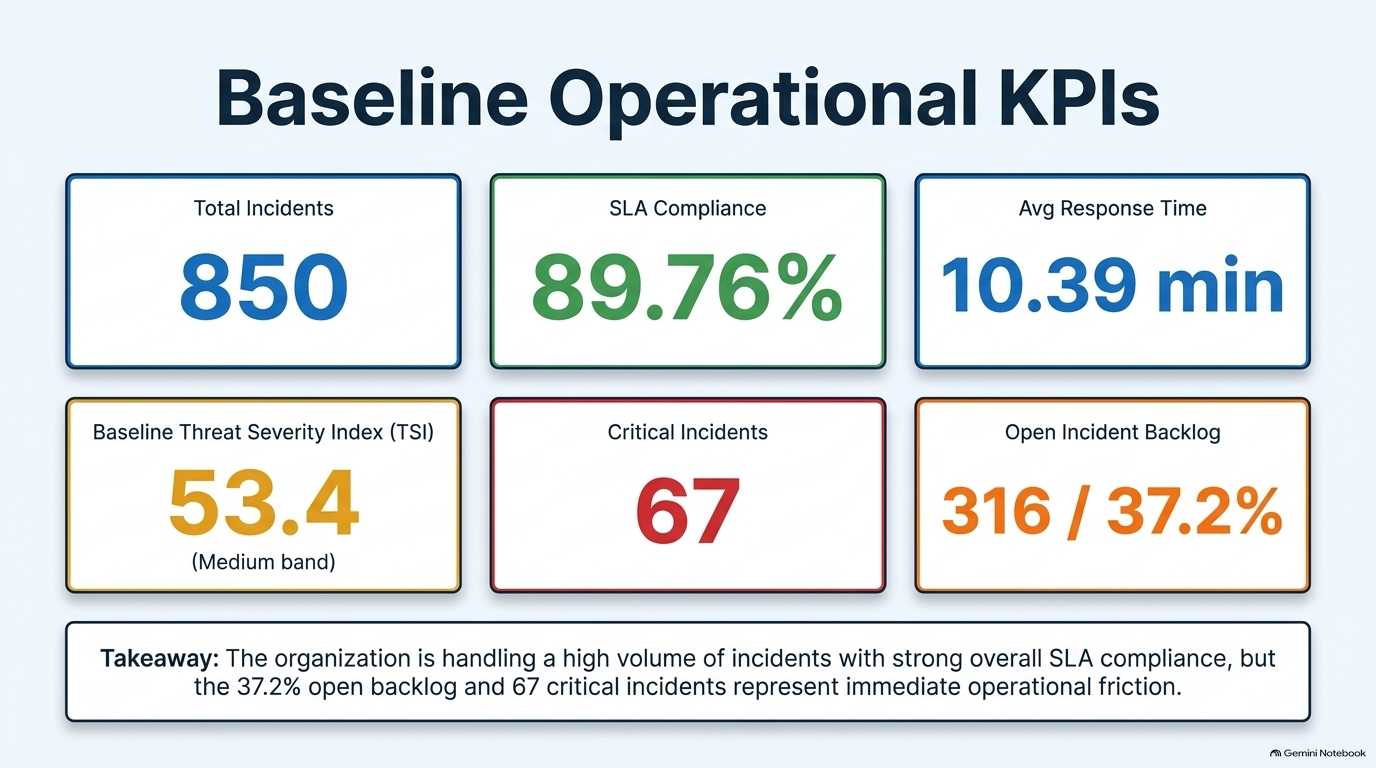 Baseline Operational KPIs
Total Incidents
850
SLA Compliance
89.76%
Avg Response Time
10.39 min
Baseline Threat Severity Index (TSI)
53.4
(Medium band)
Critical Incidents
67
Open Incident Backlog
316 / 37.2%
Takeaway: The organization is handling a high volume of incidents with strong overall SLA compliance, but
the 37.2% open backlog and 67 critical incidents represent immediate operational friction.
Gemini Notebook